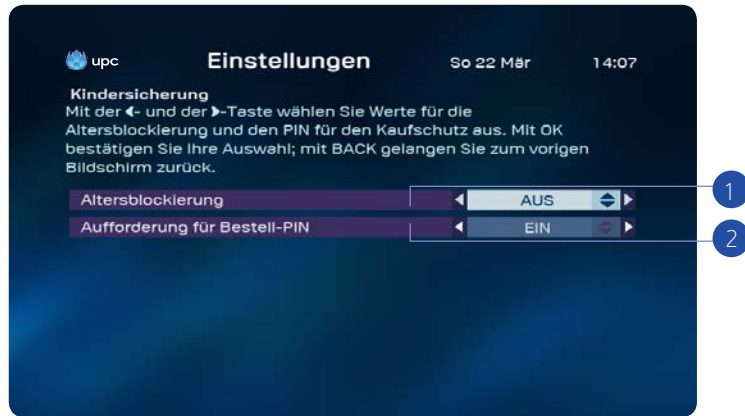 upc Einstellungen So 22 Mär 14:07
Kindersicherung
Mit der ◀- und der ▶-Taste wählen Sie Werte für die
Altersblockierung und den PIN für den Kaufschutz aus. Mit OK
bestätigen Sie Ihre Auswahl; mit BACK gelangen Sie zum vorigen
Bildschirm zurück.
Altersblockierung AUS 1
Aufforderung für Bestell-PIN EIN 2